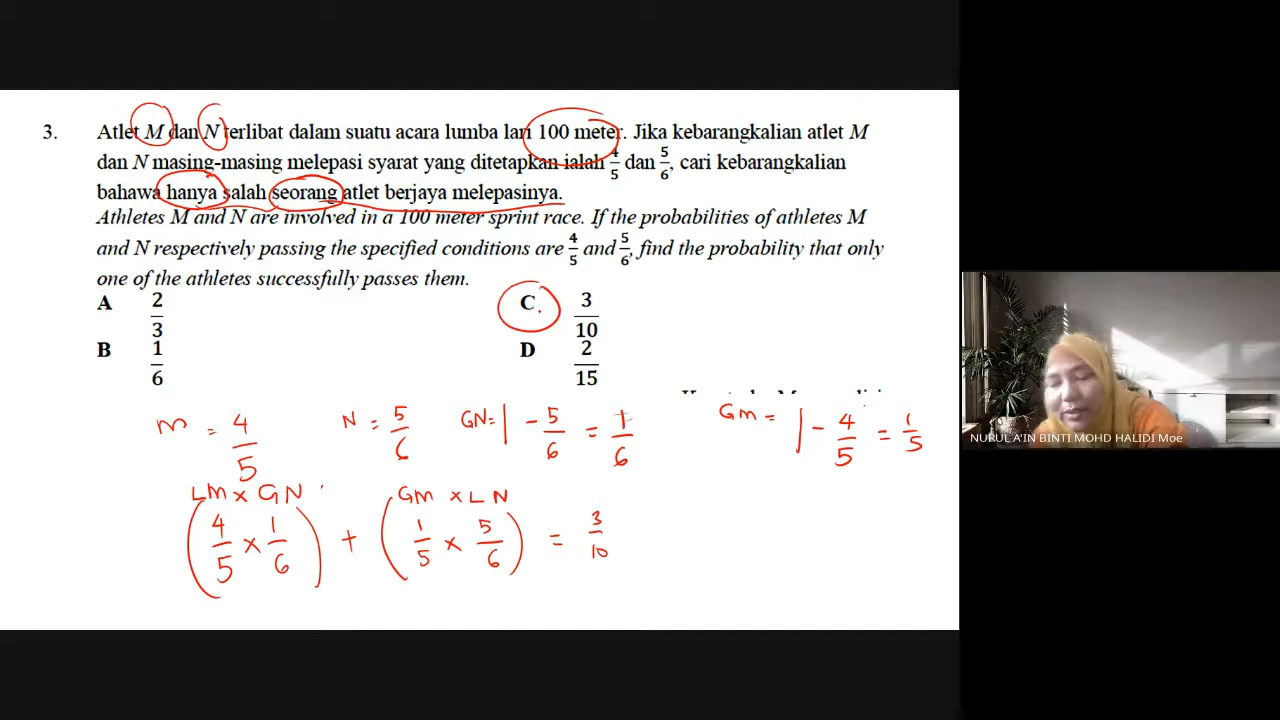 3. Atlet M dan N terlibat dalam suatu acara lumba lari 100 meter. Jika kebarangkalian atlet M
dan N masing-masing melepasi syarat yang ditetapkan ialah 4/5 dan 5/6, cari kebarangkalian
bahawa hanya salah seorang atlet berjaya melepasinya.
Athletes M and N are involved in a 100 meter sprint race. If the probabilities of athletes M
and N respectively passing the specified conditions are 4/5 and 5/6, find the probability that only
one of the athletes successfully passes them.
A 2/3 C 3/10
B 1/6 D 2/15
M = 4/5 N = 5/6 GN = 1 - 5/6 = 1/6 GM = 1 - 4/5 = 1/5
LM x GN GM x LN
(4/5 x 1/6) + (1/5 x 5/6) = 3/10
NURUL A'IN BINTI MOHD HALIDI Moe